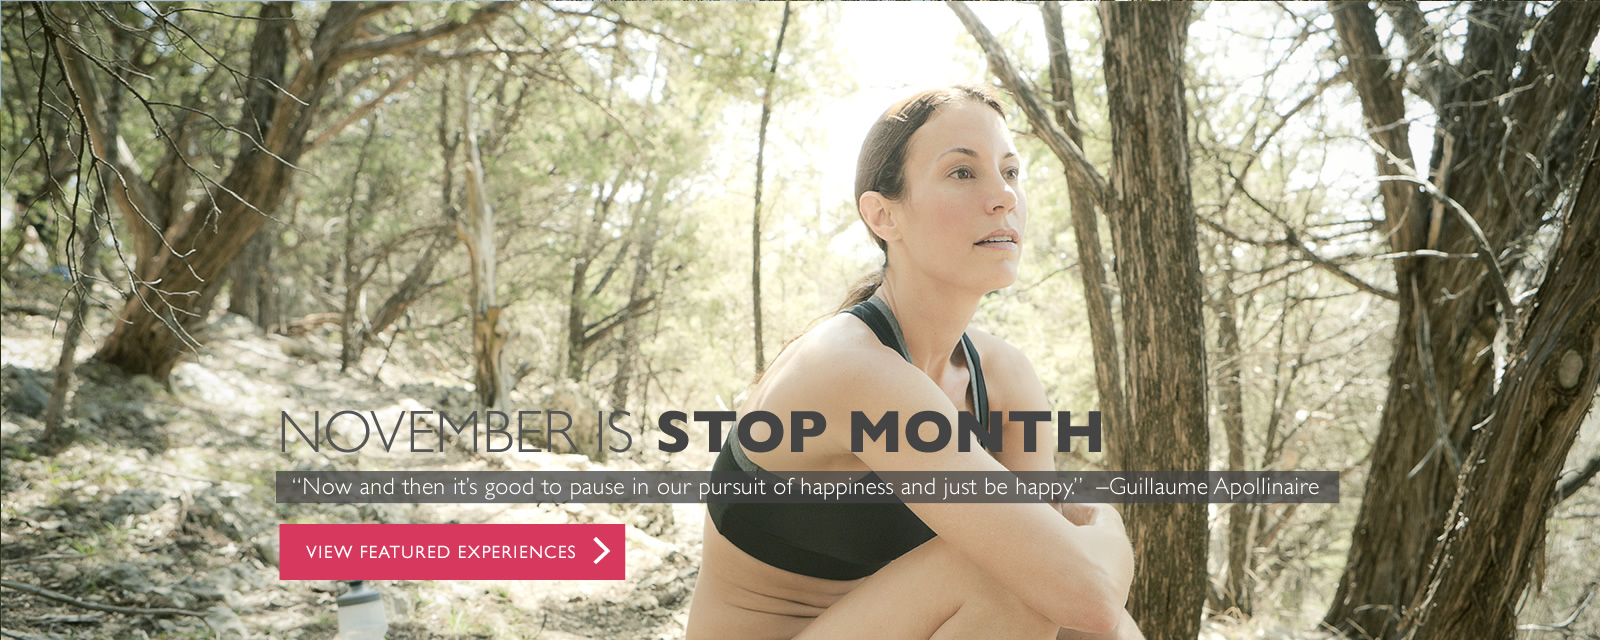 NOVEMBER IS STOP MONTH
“Now and then it’s good to pause in our pursuit of happiness and just be happy.” –Guillaume Apollinaire
VIEW FEATURED EXPERIENCES